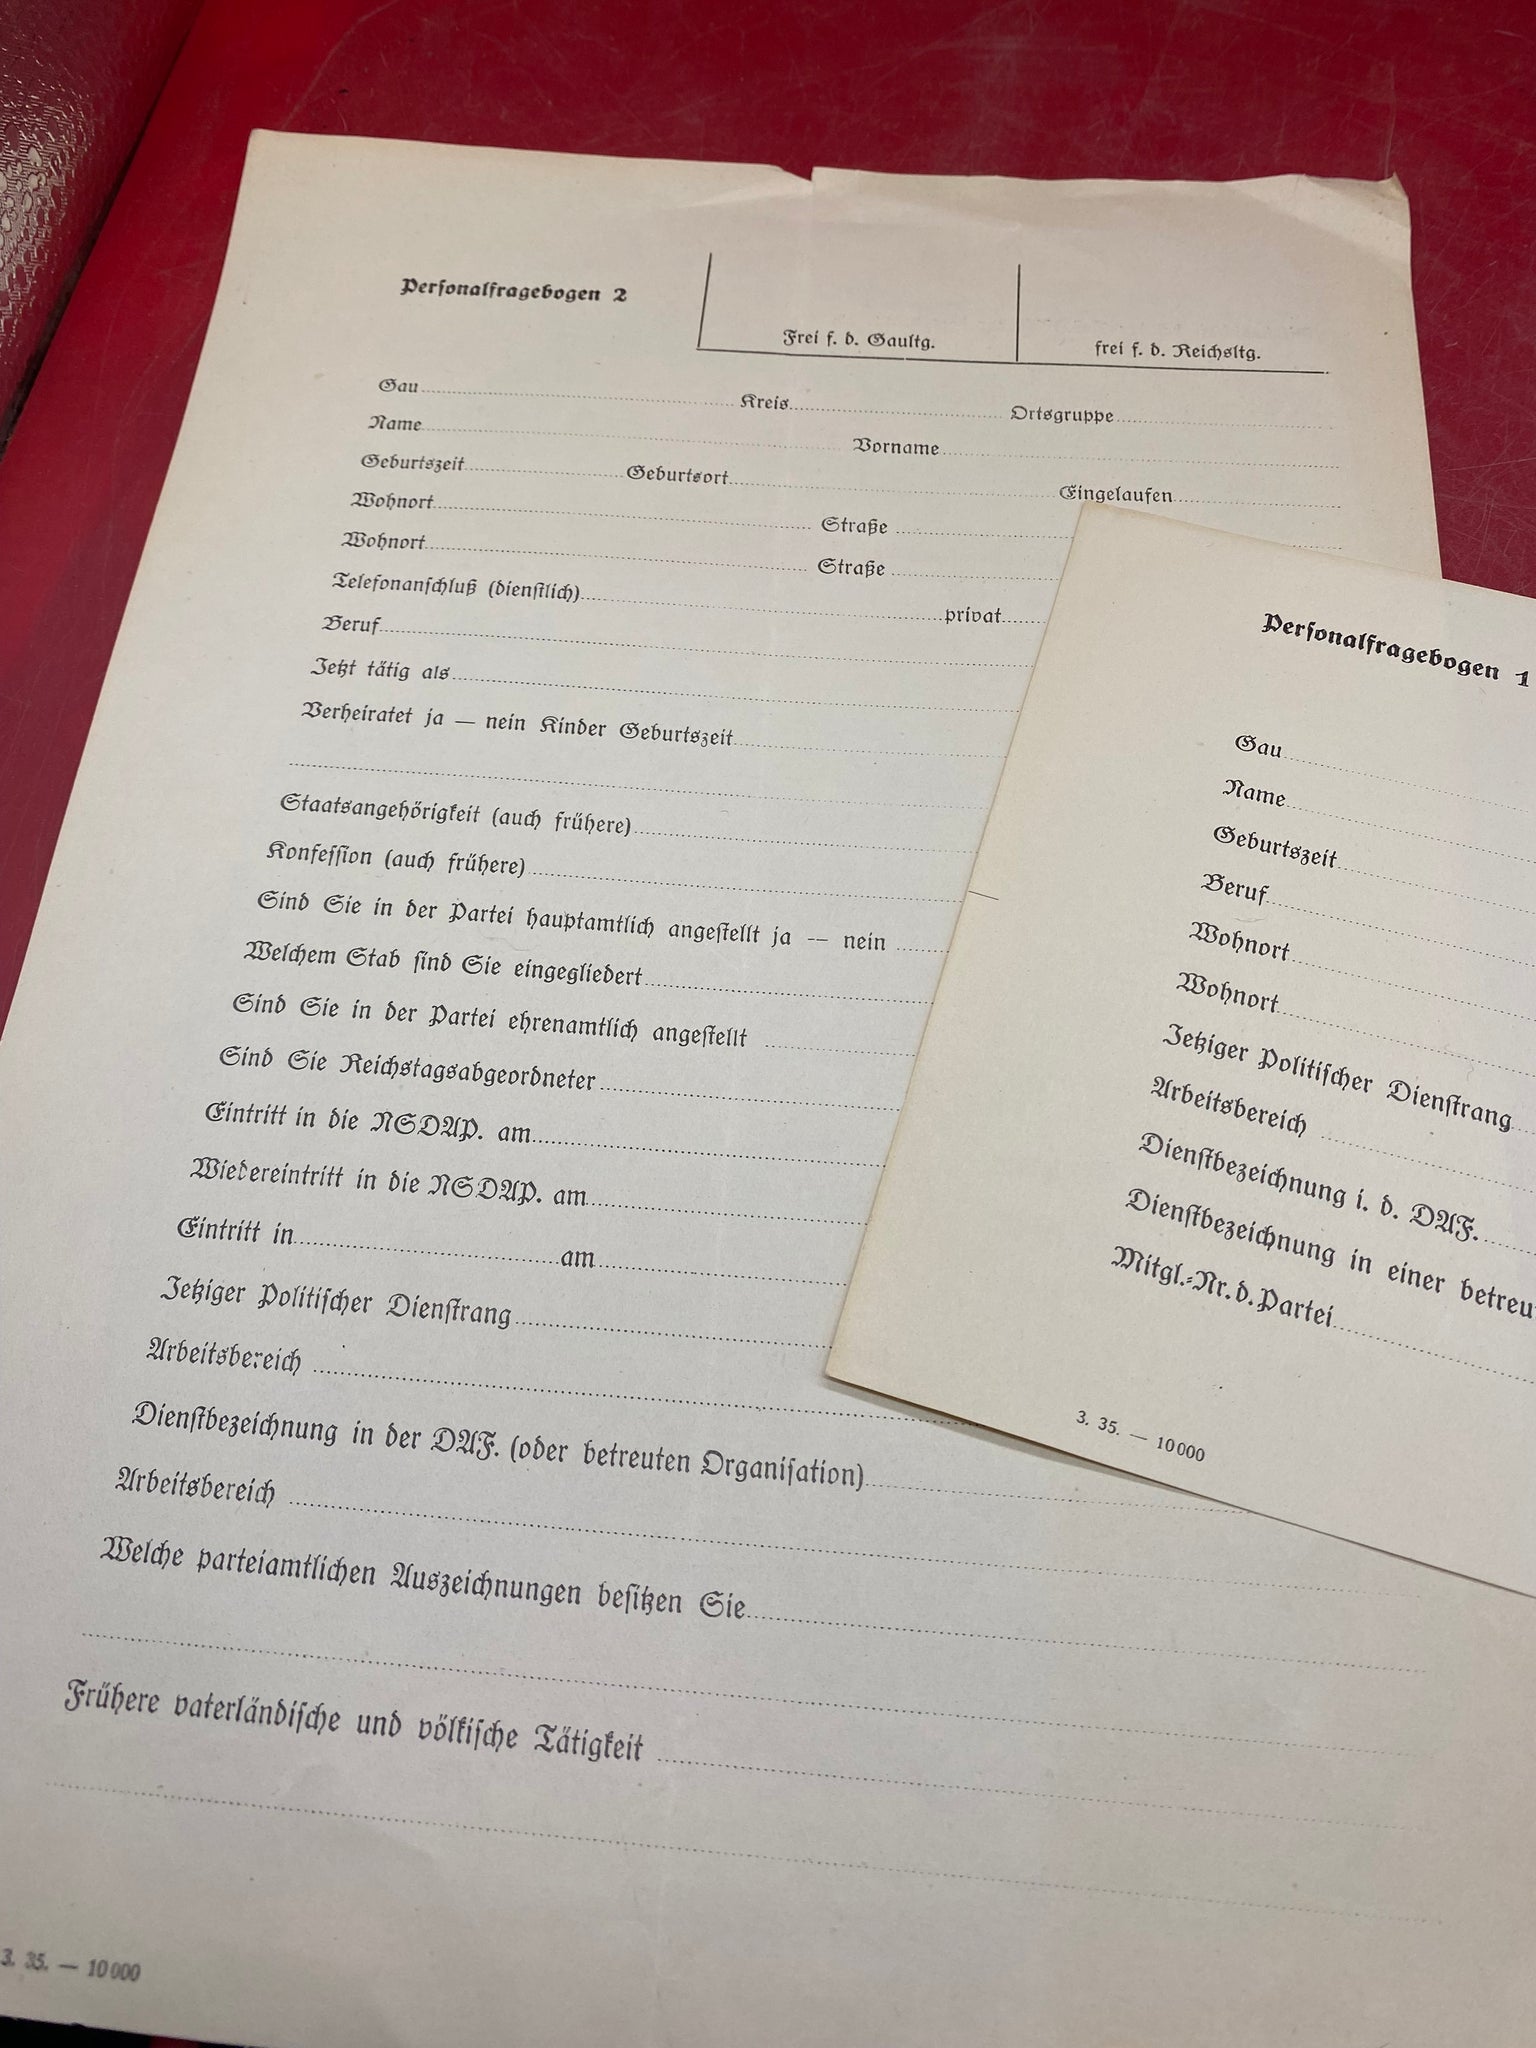 Personalfragebogen 2
Frei f. d. Gaultg.
frei f. d. Reichsltg.
Gau Kreis Ortsgruppe
Name Vorname
Geburtszeit Geburtsort Eingelaufen
Wohnort Straße
Wohnort Straße
Telefonanschluß (dienstlich) privat
Beruf
Jetzt tätig als
Verheiratet ja — nein Kinder Geburtszeit
Staatsangehörigkeit (auch frühere)
Konfession (auch frühere)
Sind Sie in der Partei hauptamtlich angestellt ja — nein
Welchem Stab sind Sie eingegliedert
Sind Sie in der Partei ehrenamtlich angestellt
Sind Sie Reichstagsabgeordneter
Eintritt in die NSDAP. am
Wiedereintritt in die NSDAP. am
Eintritt in am
Jetziger Politischer Dienstrang
Arbeitsbereich
Dienstbezeichnung in der DAF. (oder betreuten Organisation)
Arbeitsbereich
Welche parteiamtlichen Auszeichnungen besitzen Sie
Frühere vaterländische und völkische Tätigkeit
3. 35. — 10000
Personalfragebogen 1
Gau
Name
Geburtszeit
Beruf
Wohnort
Wohnort
Jetziger Politischer Dienstrang
Arbeitsbereich
Dienstbezeichnung i. d. DAF.
Dienstbezeichnung in einer betreu
Mitgl.-Nr. d. Partei
3. 35. — 10000